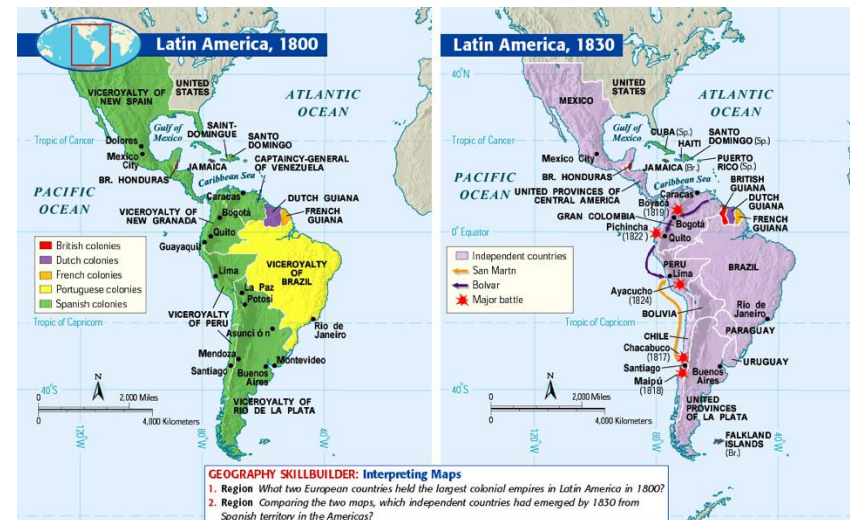 Latin America, 1800
UNITED
STATES
VICEROYALTY OF
NEW SPAIN
ATLANTIC
OCEAN
Gulf of
Mexico
SAINT-
DOMINGUE
SANTO
DOMINGO
Tropic of Cancer
Dolores
Mexico
City
JAMAICA
CAPTAINCY-GENERAL
OF VENEZUELA
BR. HONDURAS
Caribbean Sea
PACIFIC
OCEAN
Caracas
DUTCH GUIANA
VICEROYALTY OF
NEW GRANADA
Bogotá
FRENCH
GUIANA
Quito
Guayaquil
British colonies
Dutch colonies
French colonies
Portuguese colonies
Spanish colonies
Lima
VICEROYALTY
OF
BRAZIL
La Paz
Potosí
Tropic of Capricorn
VICEROYALTY
OF PERU
Asunción
Rio de
Janeiro
Mendoza
Santiago
Montevideo
Buenos
Aires
40°S
N
0
2,000 Miles
0
4,000 Kilometers
VICEROYALTY OF
RIO DE LA PLATA
120°W
80°W
40°W
Latin America, 1830
40°N
UNITED
STATES
MEXICO
ATLANTIC
OCEAN
Gulf of
Mexico
CUBA (Sp.)
HAITI
SANTO
DOMINGO (Sp.)
Tropic of Cancer
Mexico City
JAMAICA (Br.)
PUERTO
RICO (Sp.)
BR. HONDURAS
Caribbean Sea
BRITISH
GUIANA
PACIFIC
OCEAN
UNITED PROVINCES OF
CENTRAL AMERICA
Caracas
Boyacá
(1819)
DUTCH
GUIANA
GRAN COLOMBIA
Bogotá
FRENCH
GUIANA
0° Equator
Pichincha
(1822)
Quito
Independent countries
San Martn
Bolvar
Major battle
PERU
Lima
BRAZIL
Ayacucho
(1824)
BOLIVIA
Rio de
Janeiro
Tropic of Capricorn
PARAGUAY
CHILE
Chacabuco
(1817)
URUGUAY
Santiago
Buenos
Aires
Maipú
(1818)
40°S
N
0
2,000 Miles
0
4,000 Kilometers
UNITED
PROVINCES
OF LA PLATA
FALKLAND
ISLANDS
(Br.)
120°W
80°W
40°W
GEOGRAPHY SKILLBUILDER: Interpreting Maps
1. Region What two European countries held the largest colonial empires in Latin America in 1800?
2. Region Comparing the two maps, which independent countries had emerged by 1830 from
Spanish territory in the Americas?